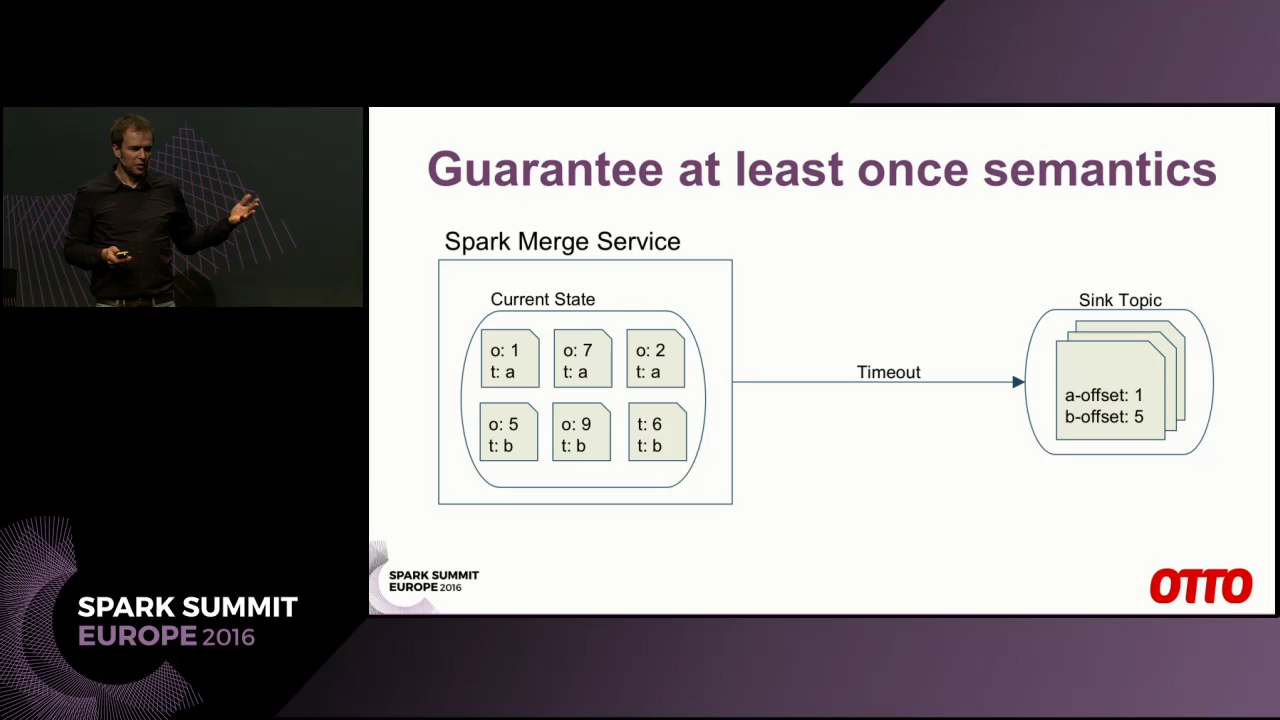 Guarantee at least once semantics
Spark Merge Service
Current State
o: 1
t: a
o: 7
t: a
o: 2
t: a
o: 5
t: b
o: 9
t: b
t: 6
t: b
Timeout
Sink Topic
a-offset: 1
b-offset: 5
SPARK SUMMIT
EUROPE 2016
OTTO
SPARK SUMMIT
EUROPE 2016